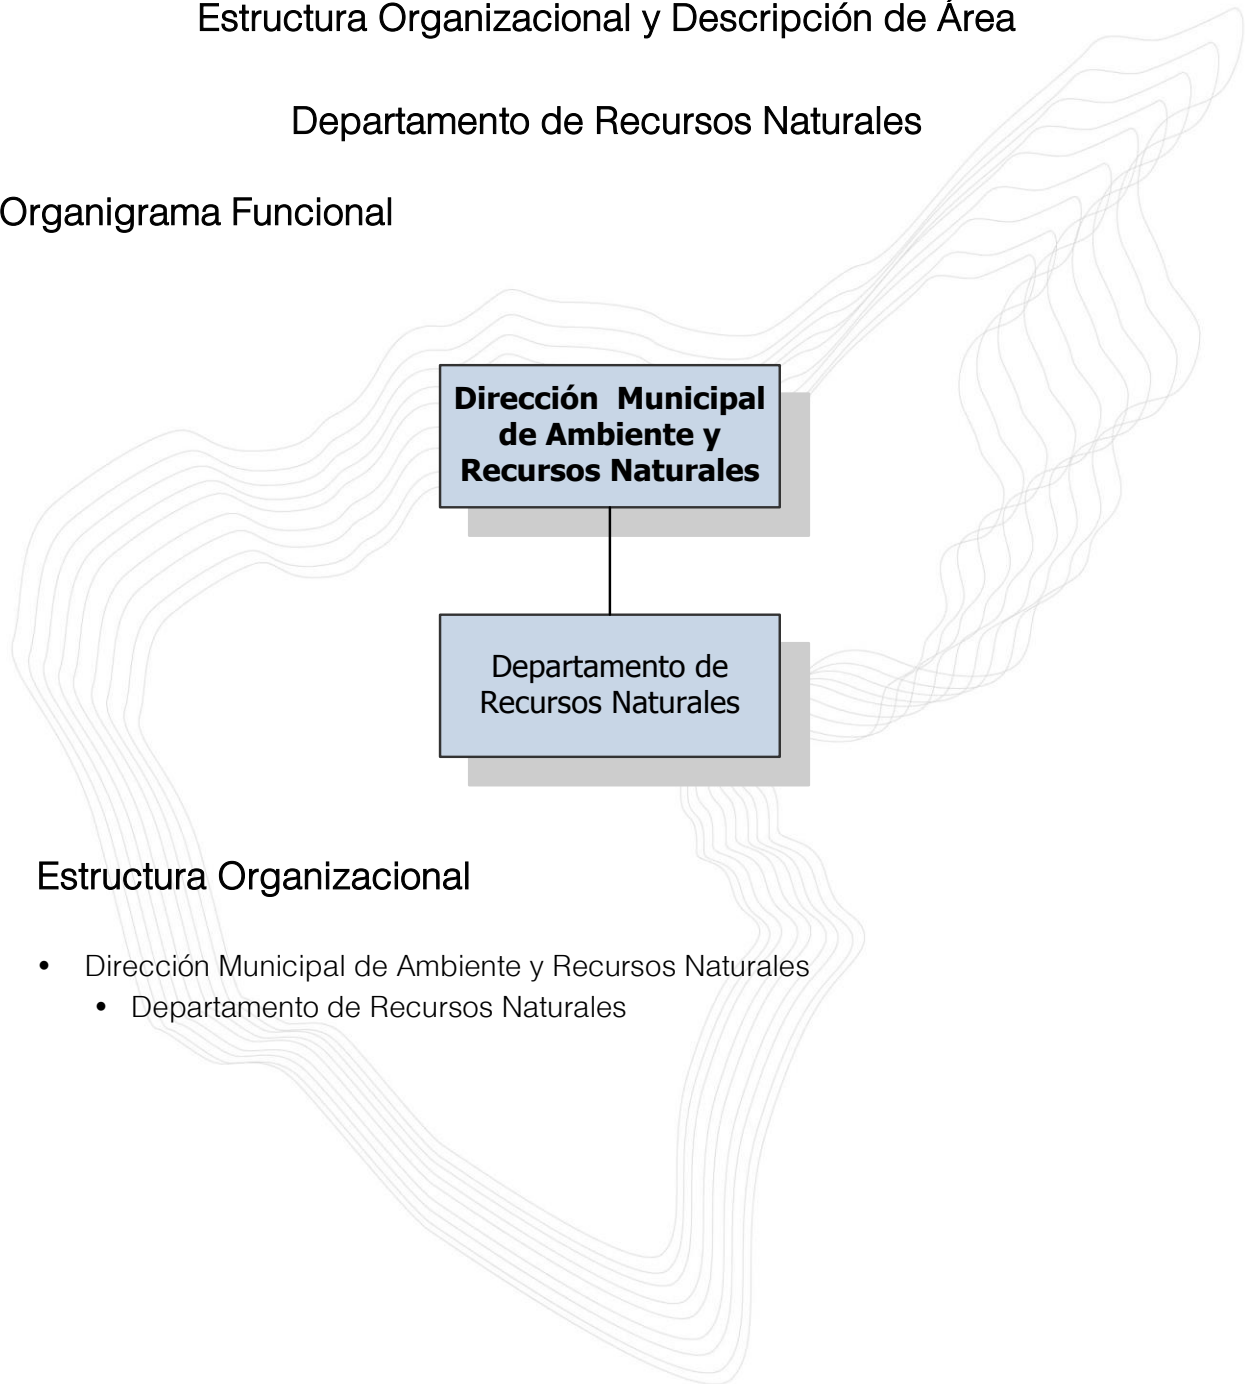 Estructura Organizacional y Descripción de Área
Departamento de Recursos Naturales
Organigrama Funcional
Dirección Municipal
de Ambiente y
Recursos Naturales
Departamento de
Recursos Naturales
Estructura Organizacional
• Dirección Municipal de Ambiente y Recursos Naturales
• Departamento de Recursos Naturales